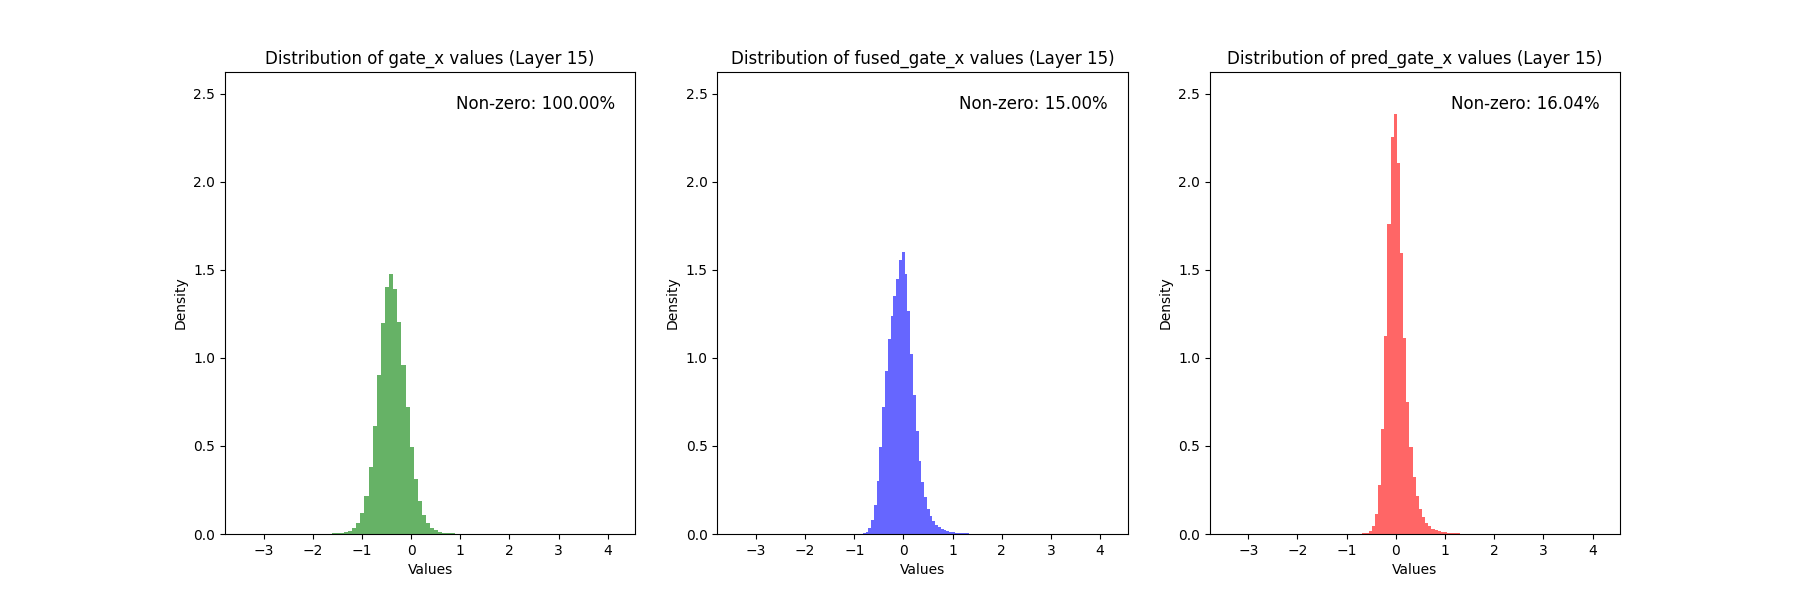 Distribution of gate_x values (Layer 15)
Non-zero: 100.00%
2.5
2.0
1.5
1.0
0.5
0.0
Density
−3 −2 −1 0 1 2 3 4
Values
Distribution of fused_gate_x values (Layer 15)
Non-zero: 15.00%
2.5
2.0
1.5
1.0
0.5
0.0
Density
−3 −2 −1 0 1 2 3 4
Values
Distribution of pred_gate_x values (Layer 15)
Non-zero: 16.04%
2.5
2.0
1.5
1.0
0.5
0.0
Density
−3 −2 −1 0 1 2 3 4
Values